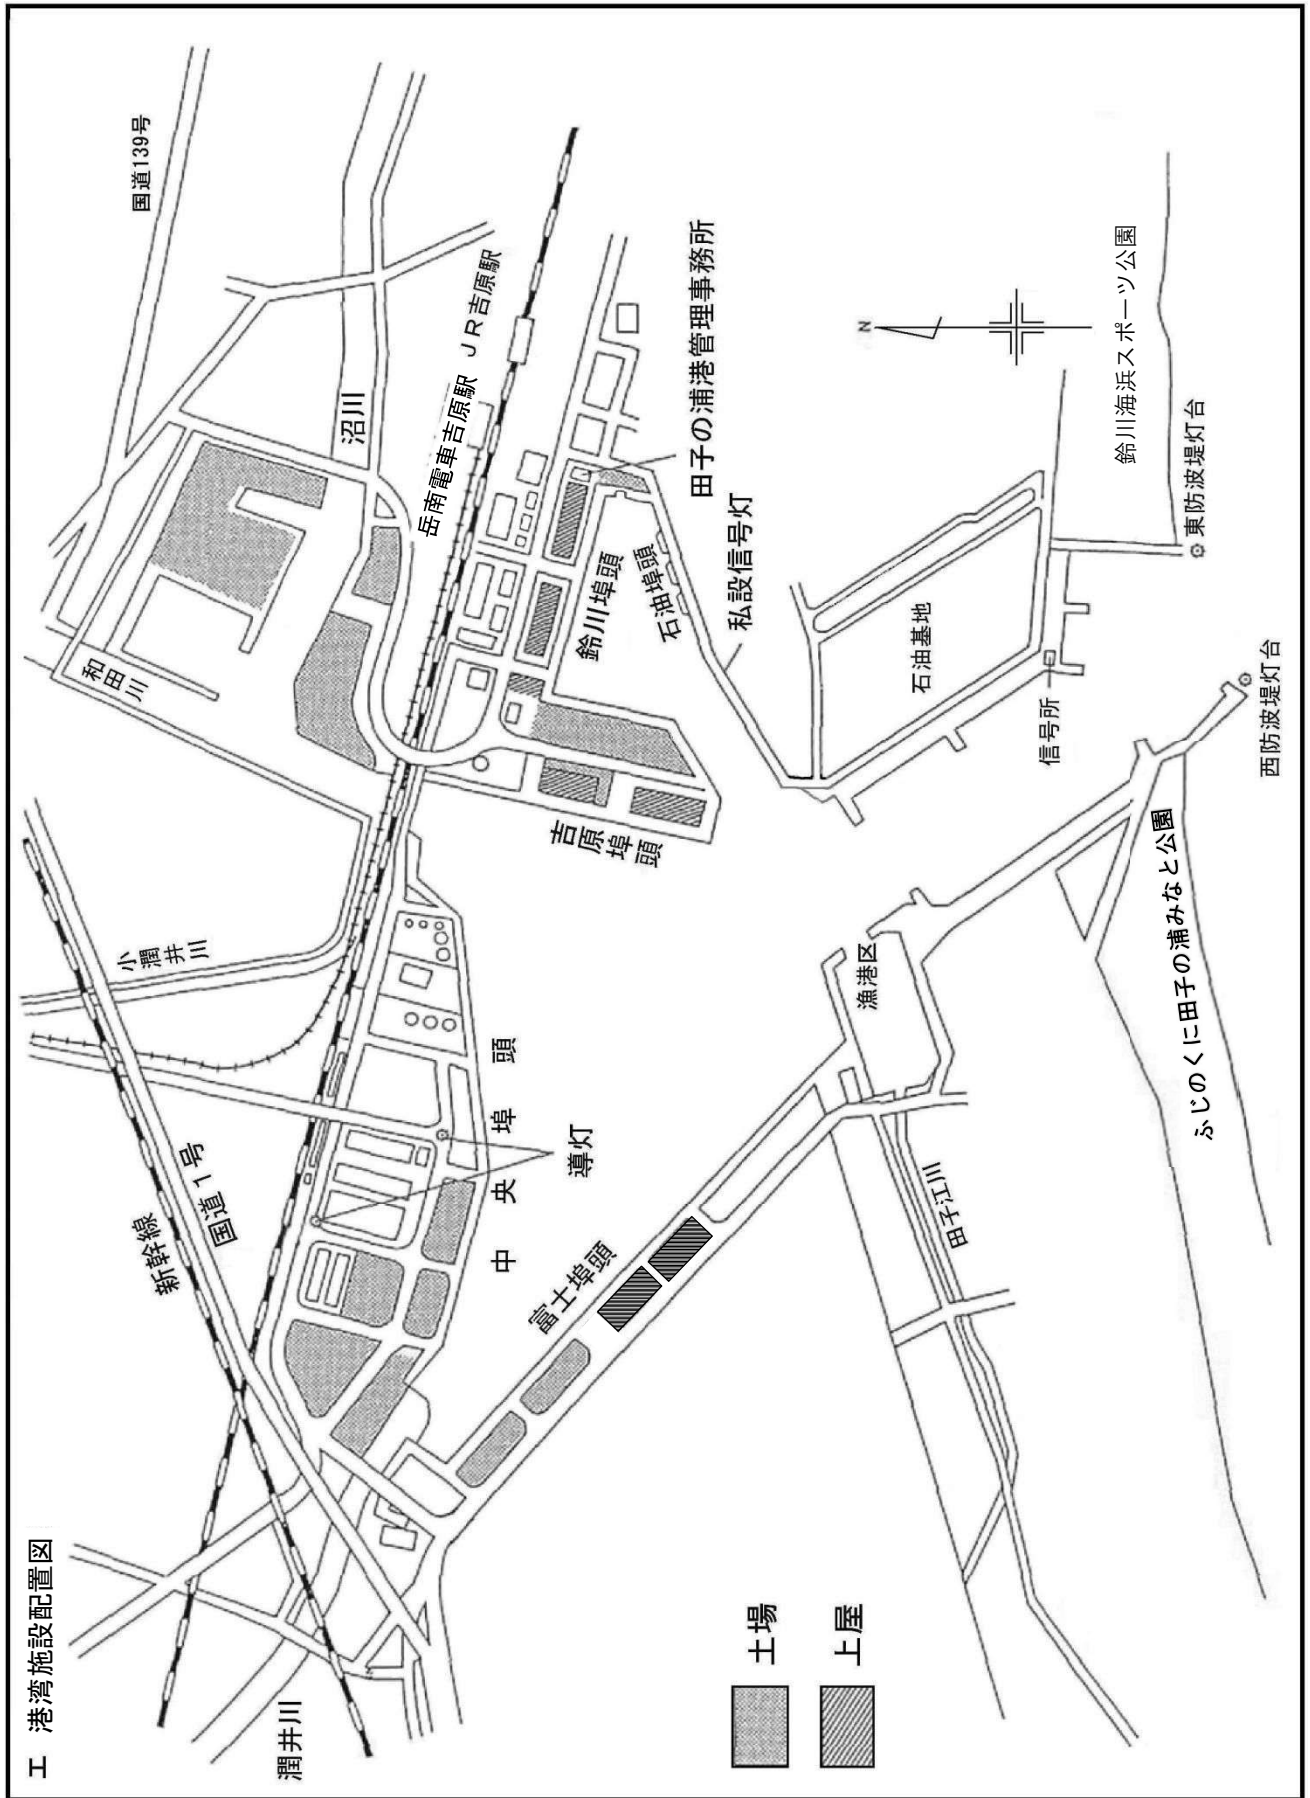 エ 港湾施設配置図
国道139号
沼川
和田川
小潤井川
潤井川
新幹線
国道1号
岳南電車吉原駅
JR吉原駅
田子の浦港管理事務所
鈴川埠頭
石油埠頭
私設信号灯
吉原埠頭
中央埠頭
導灯
富士埠頭
石油基地
信号所
漁港区
田子江川
N
鈴川海浜スポーツ公園
東防波堤灯台
西防波堤灯台
ふじのくに田子の浦みなと公園
土場
上屋